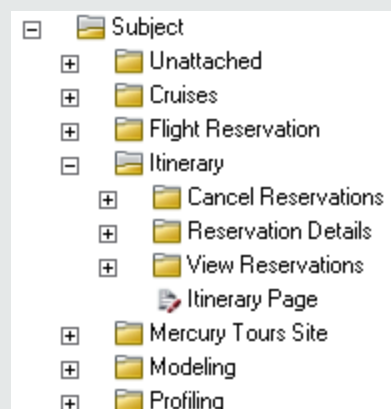 Subject
Unattached
Cruises
Flight Reservation
Itinerary
Cancel Reservations
Reservation Details
View Reservations
Itinerary Page
Mercury Tours Site
Modeling
Profiling